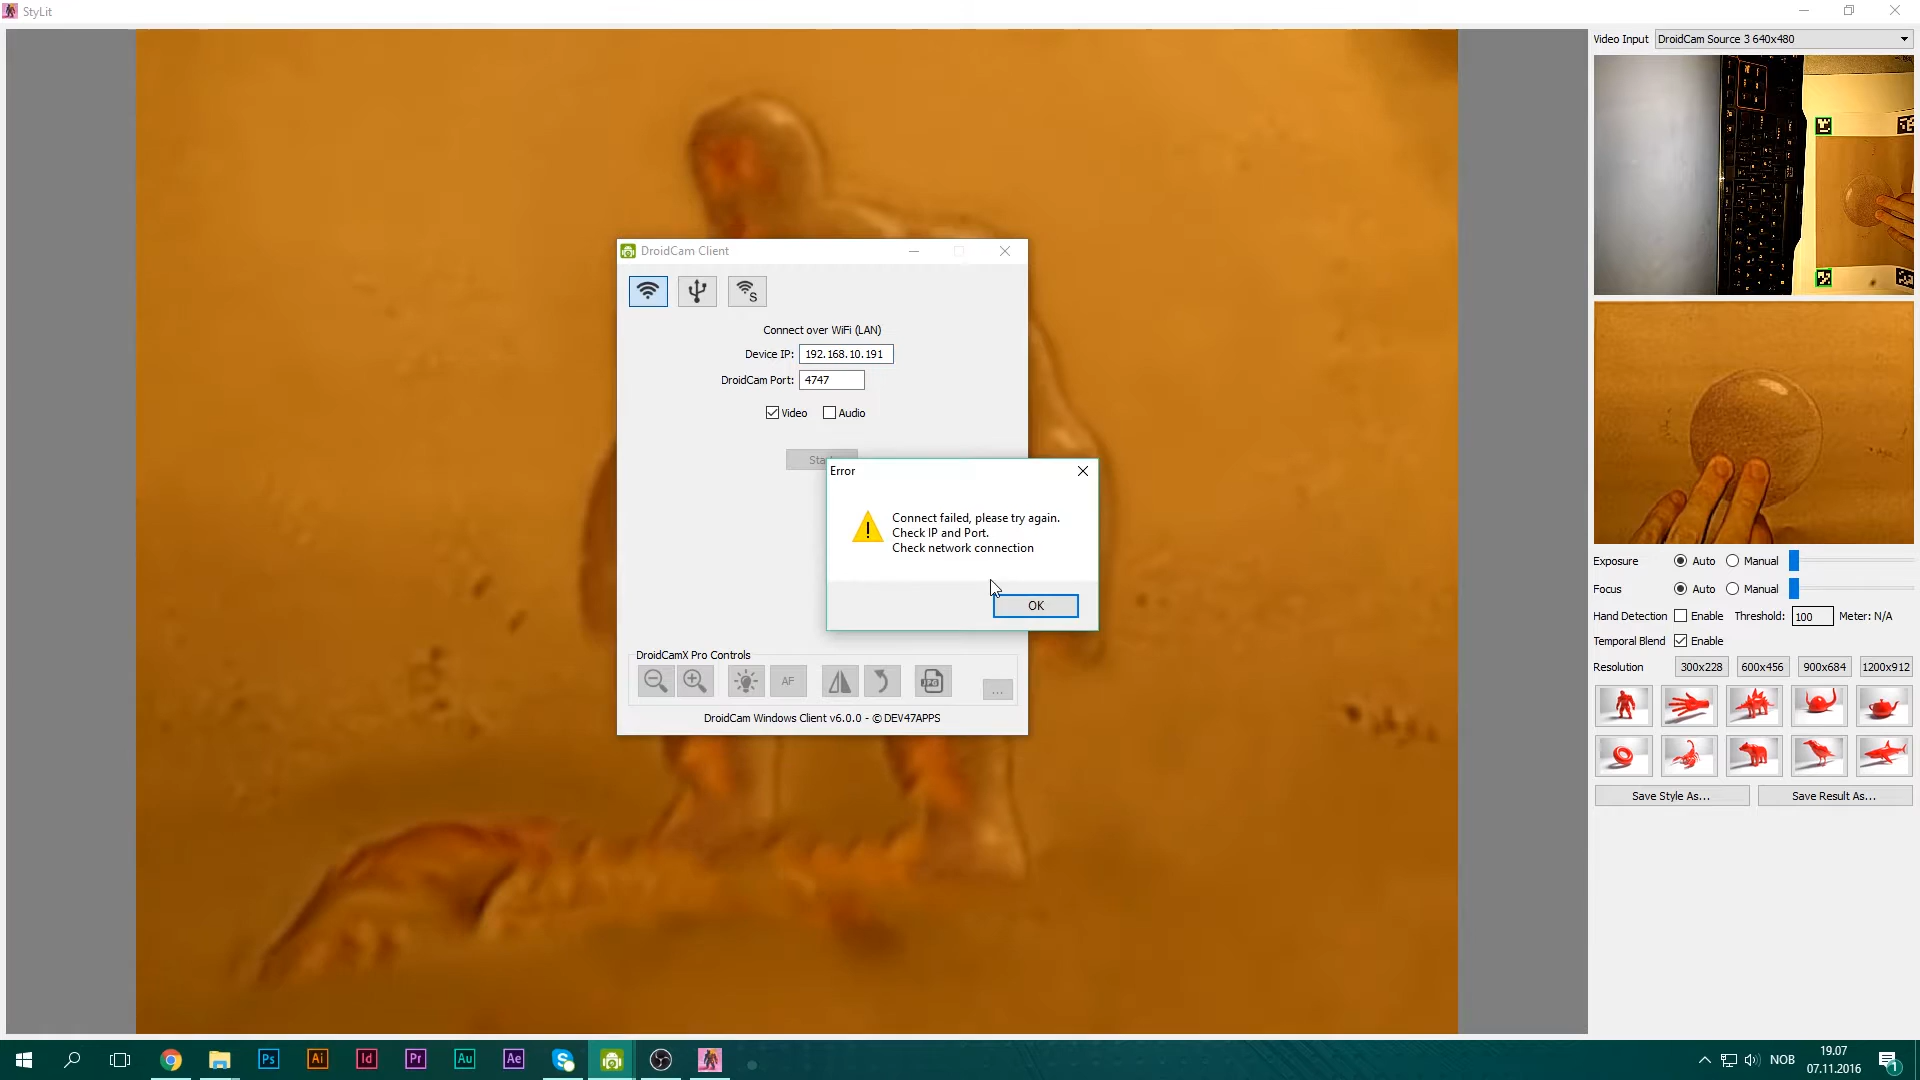 StyLit
Video Input
DroidCam Source 3 640x480
DroidCam Client
S
Connect over WiFi (LAN)
Device IP: 192.168.10.191
DroidCam Port: 4747
Video Audio
Error
Connect failed, please try again.
Check IP and Port.
Check network connection
OK
DroidCamX Pro Controls
AF
JPG
...
DroidCam Windows Client v6.0.0 - © DEV47APPS
Exposure Auto Manual
Focus Auto Manual
Hand Detection Enable Threshold: 100 Meter: N/A
Temporal Blend Enable
Resolution 300x228 600x456 900x684 1200x912
Save Style As... Save Result As...
Ps Ai Id Pr Au Ae
NOB
19.07
07.11.2016
1